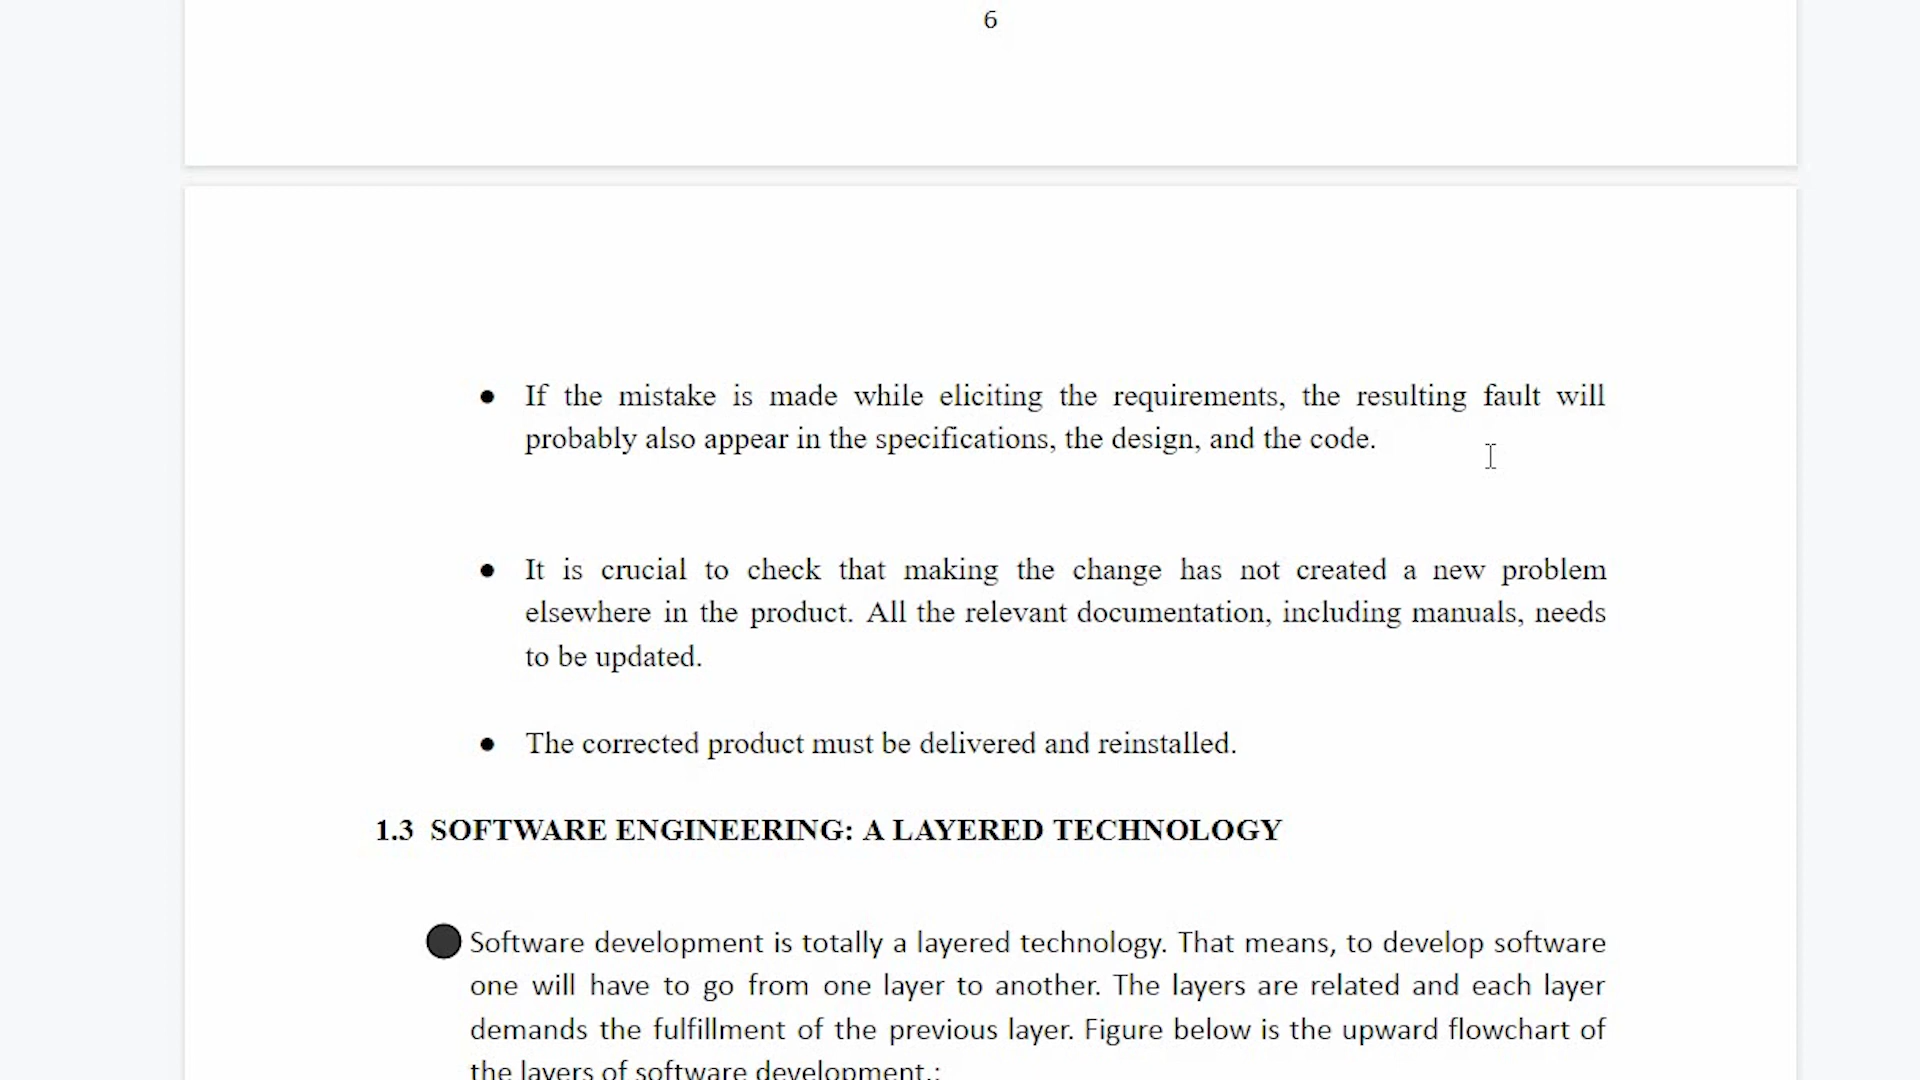 6
● If the mistake is made while eliciting the requirements, the resulting fault will
probably also appear in the specifications, the design, and the code.
● It is crucial to check that making the change has not created a new problem
elsewhere in the product. All the relevant documentation, including manuals, needs
to be updated.
● The corrected product must be delivered and reinstalled.
1.3 SOFTWARE ENGINEERING: A LAYERED TECHNOLOGY
● Software development is totally a layered technology. That means, to develop software
one will have to go from one layer to another. The layers are related and each layer
demands the fulfillment of the previous layer. Figure below is the upward flowchart of
the layers of software development.: